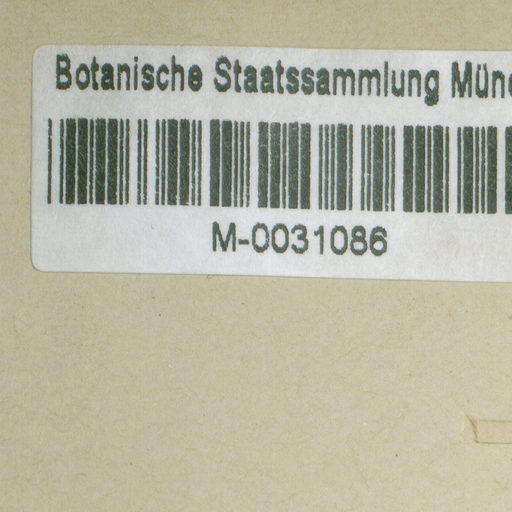 Botanische Staatssammlung Mün
M-0031086